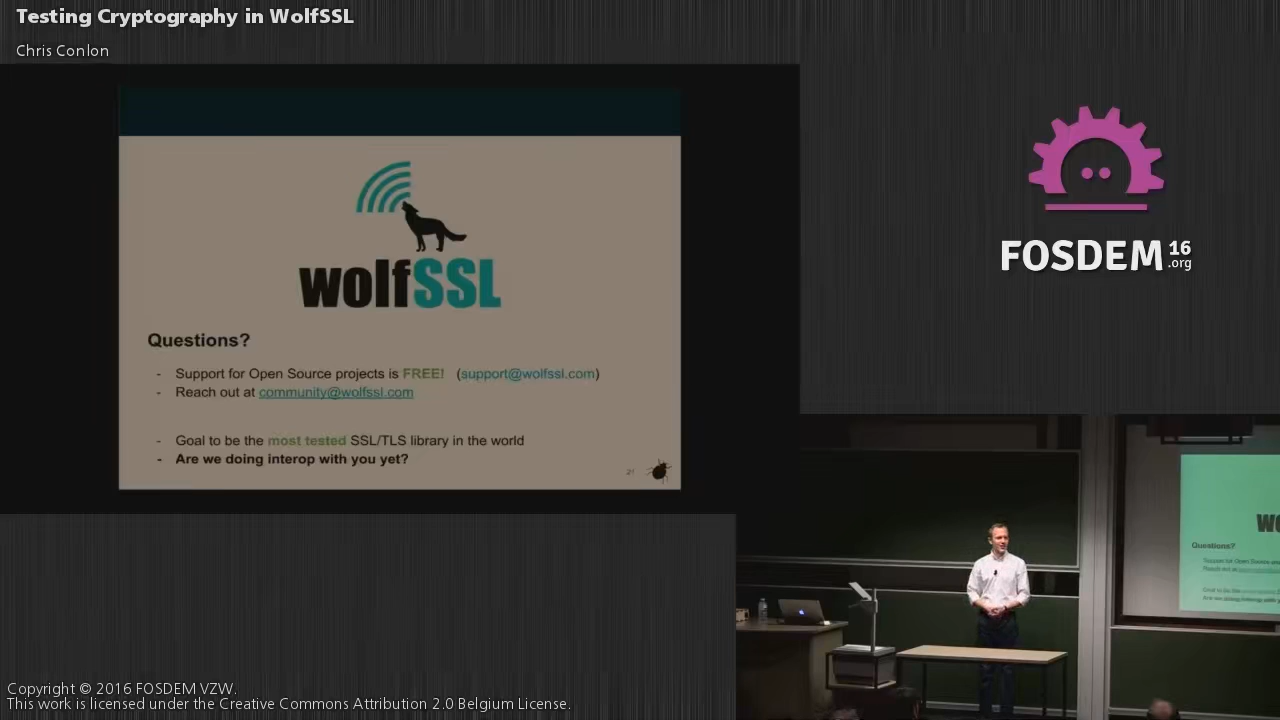 Testing Cryptography in WolfSSL
Chris Conlon
wolfSSL
Questions?
- Support for Open Source projects is FREE! (support@wolfssl.com)
- Reach out at community@wolfssl.com
- Goal to be the most tested SSL/TLS library in the world
- Are we doing interop with you yet?
21
FOSDEM 16
.org
Questions?
Copyright © 2016 FOSDEM VZW.
This work is licensed under the Creative Commons Attribution 2.0 Belgium License.